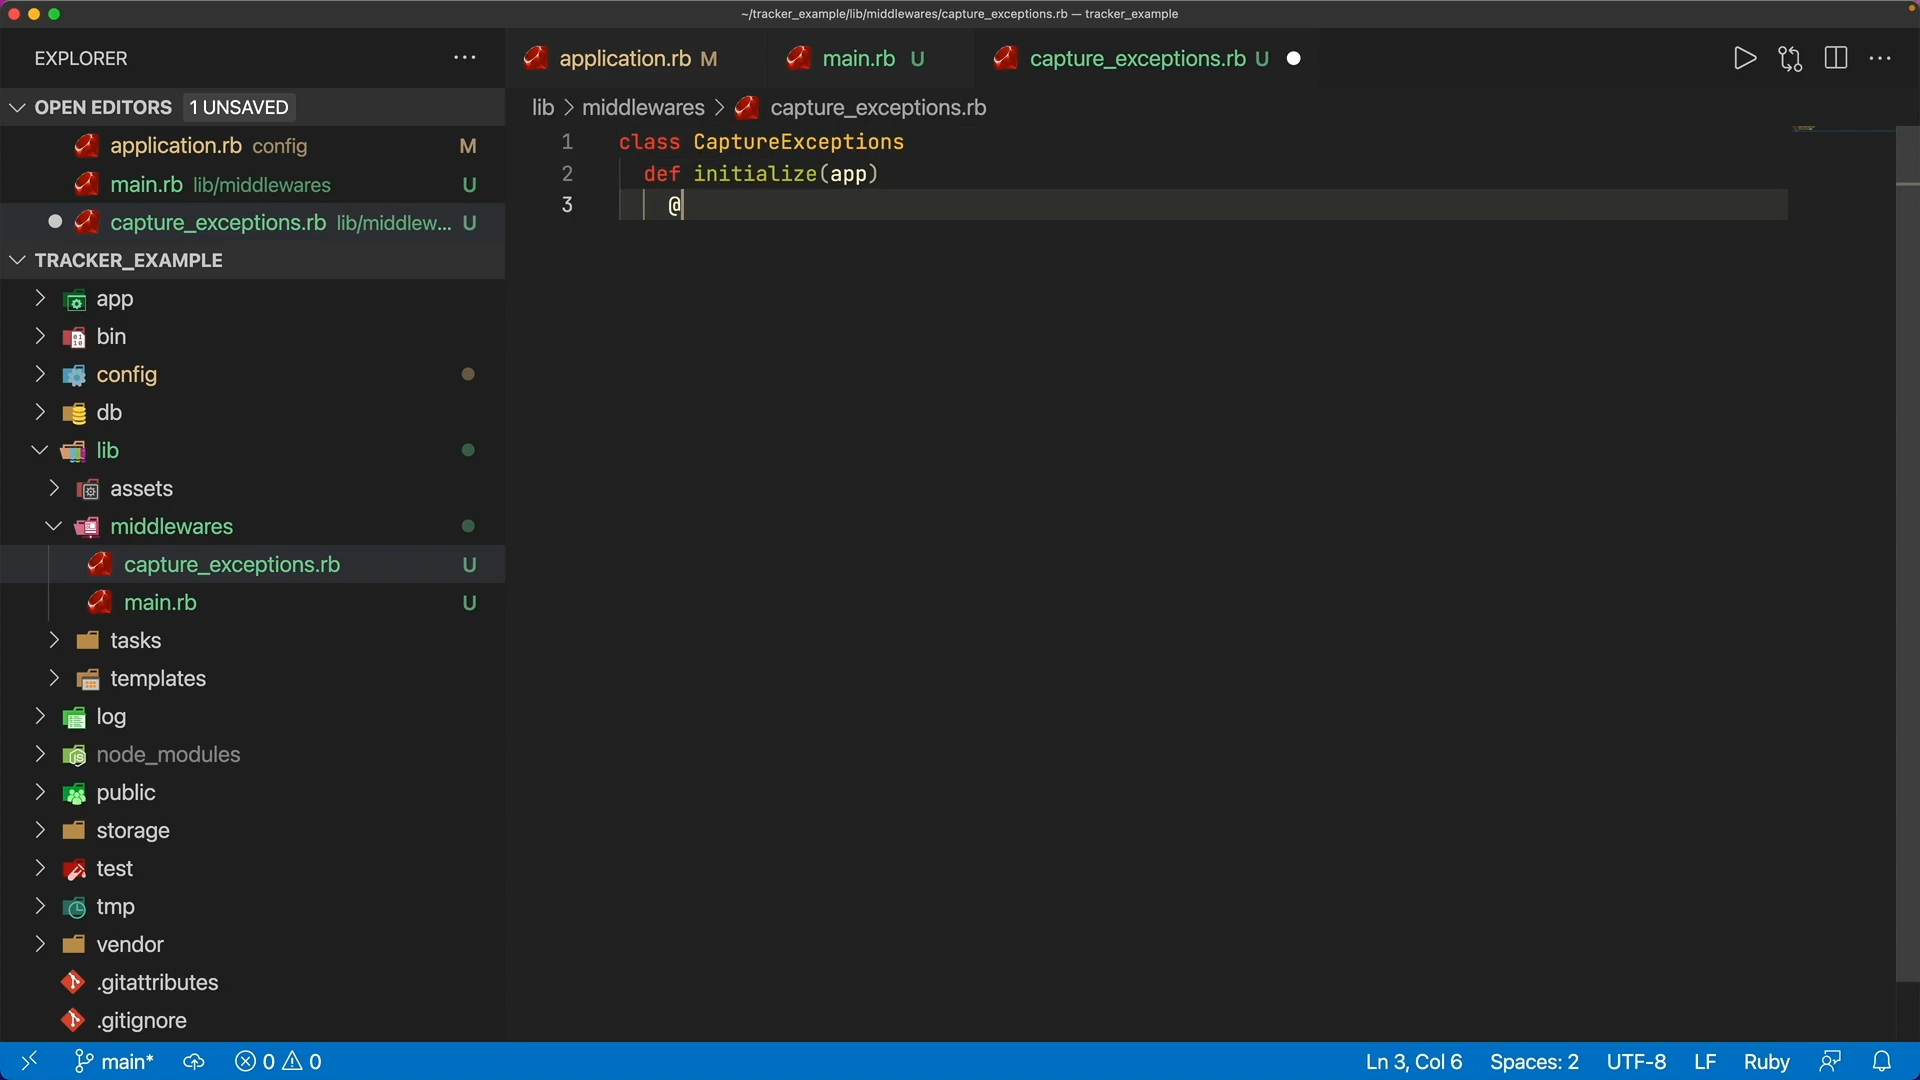 ~/tracker_example/lib/middlewares/capture_exceptions.rb — tracker_example
EXPLORER
OPEN EDITORS 1 UNSAVED
application.rb config M
main.rb lib/middlewares U
capture_exceptions.rb lib/middlew... U
TRACKER_EXAMPLE
app
bin
config
db
lib
assets
middlewares
capture_exceptions.rb U
main.rb U
tasks
templates
log
node_modules
public
storage
test
tmp
vendor
.gitattributes
.gitignore
application.rb M
main.rb U
capture_exceptions.rb U
lib > middlewares > capture_exceptions.rb
1 class CaptureExceptions
2 def initialize(app)
3 @
main* 0 0
Ln 3, Col 6 Spaces: 2 UTF-8 LF Ruby